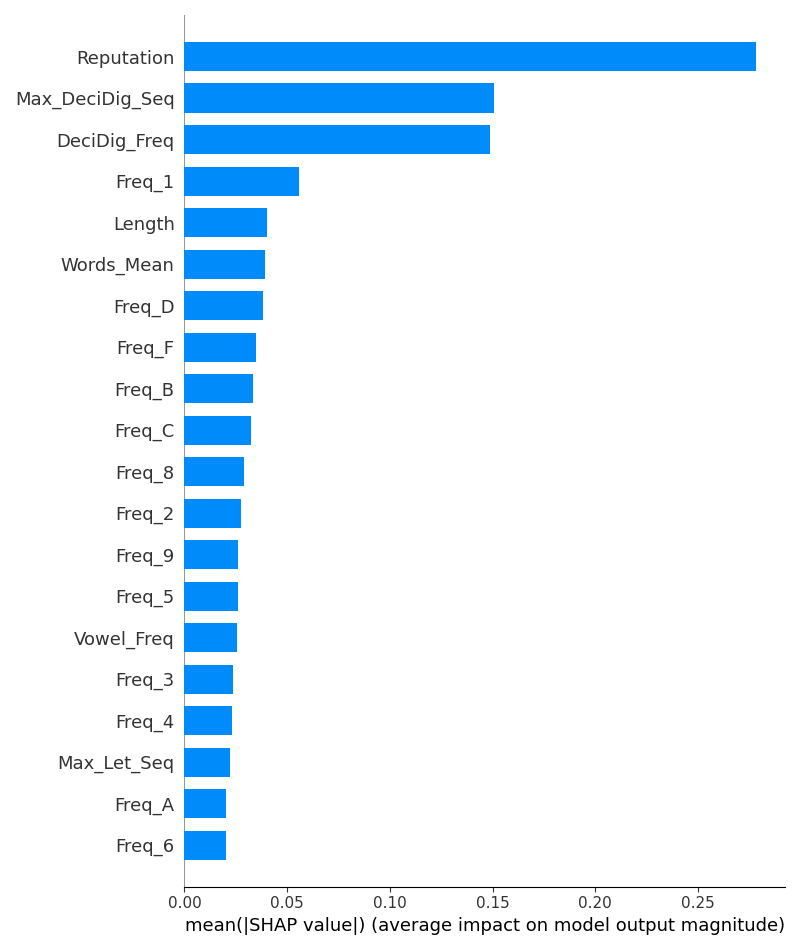 Reputation
Max_DeciDig_Seq
DeciDig_Freq
Freq_1
Length
Words_Mean
Freq_D
Freq_F
Freq_B
Freq_C
Freq_8
Freq_2
Freq_9
Freq_5
Vowel_Freq
Freq_3
Freq_4
Max_Let_Seq
Freq_A
Freq_6
0.00 0.05 0.10 0.15 0.20 0.25
mean(|SHAP value|) (average impact on model output magnitude)